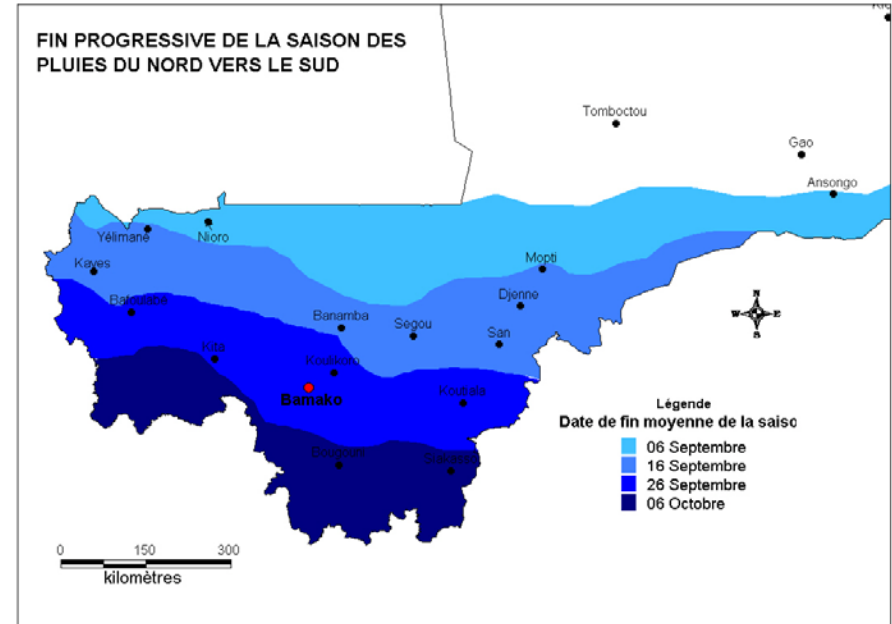 FIN PROGRESSIVE DE LA SAISON DES
PLUIES DU NORD VERS LE SUD
Tomboctou
Gao
Ansongo
Yélimané
Nioro
Kayes
Mopti
Bafoulabé
Djenne
Banamba
Segou
San
Kita
Koulikoro
Bamako
Koutiala
Bougouni
Sikasso
N
W
E
S
Légende
Date de fin moyenne de la saiso
06 Septembre
16 Septembre
26 Septembre
06 Octobre
0 150 300
kilomètres